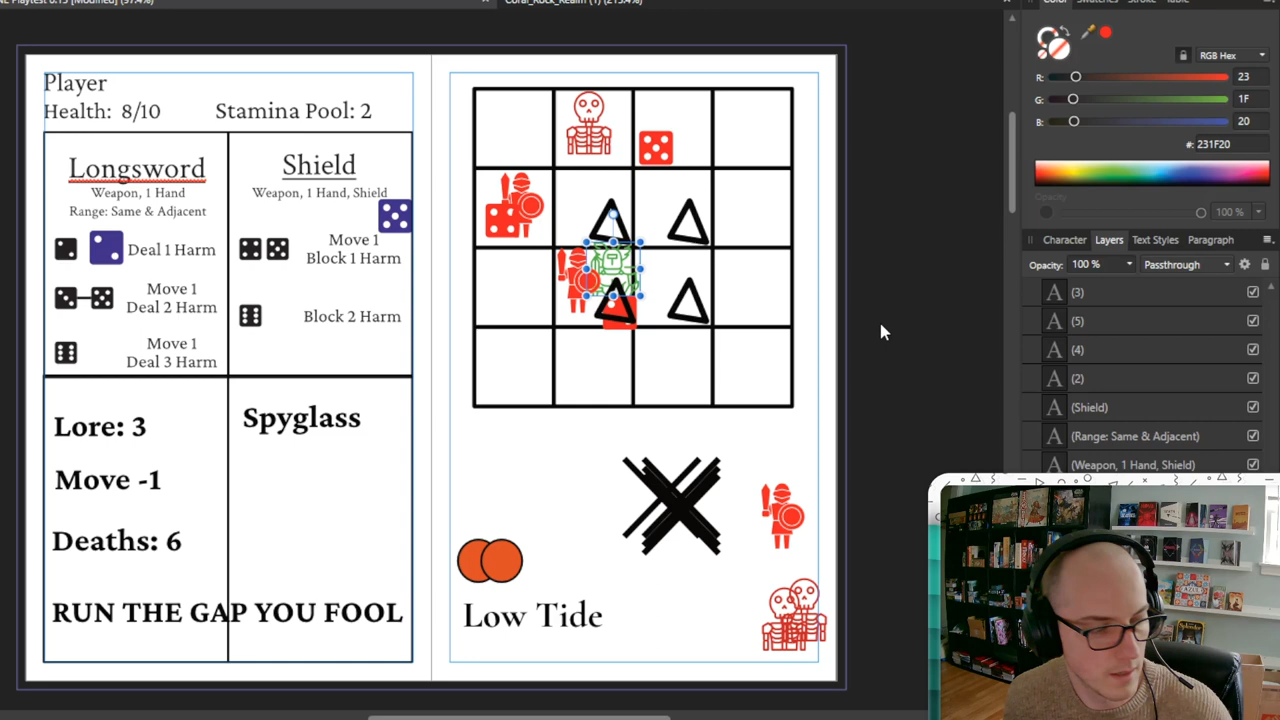 Player
Health: 8/10
Stamina Pool: 2
Longsword
Weapon, 1 Hand
Range: Same & Adjacent
Deal 1 Harm
Move 1
Deal 2 Harm
Move 1
Deal 3 Harm
Shield
Weapon, 1 Hand, Shield
Move 1
Block 1 Harm
Block 2 Harm
Lore: 3
Move -1
Deaths: 6
Spyglass
RUN THE GAP YOU FOOL
Low Tide
RGB Hex
R:
23
G:
1F
B:
20
#: 231F20
Opacity
100 %
Character
Layers
Text Styles
Paragraph
Opacity: 100 %
Passthrough
A
(3)
A
(5)
A
(4)
A
(2)
A
(Shield)
A
(Range: Same & Adjacent)
A
(Weapon, 1 Hand, Shield)